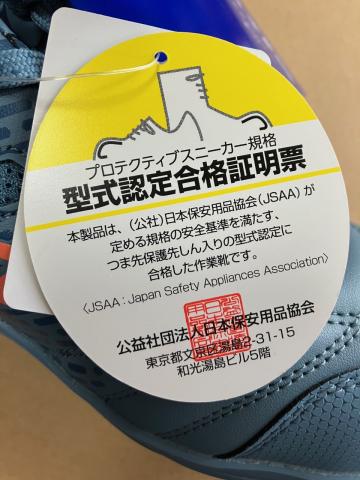 プロテクティブスニーカー規格
型式認定合格証明票
本製品は、(公社)日本保安用品協会(JSAA)が
定める規格の安全基準を満たす、
つま先保護先しん入りの型式認定に
合格した作業靴です。
〈JSAA:Japan Safety Appliances Association〉
公益社団法人日本保安用品協会
東京都文京区湯島2-31-15
和光湯島ビル5階